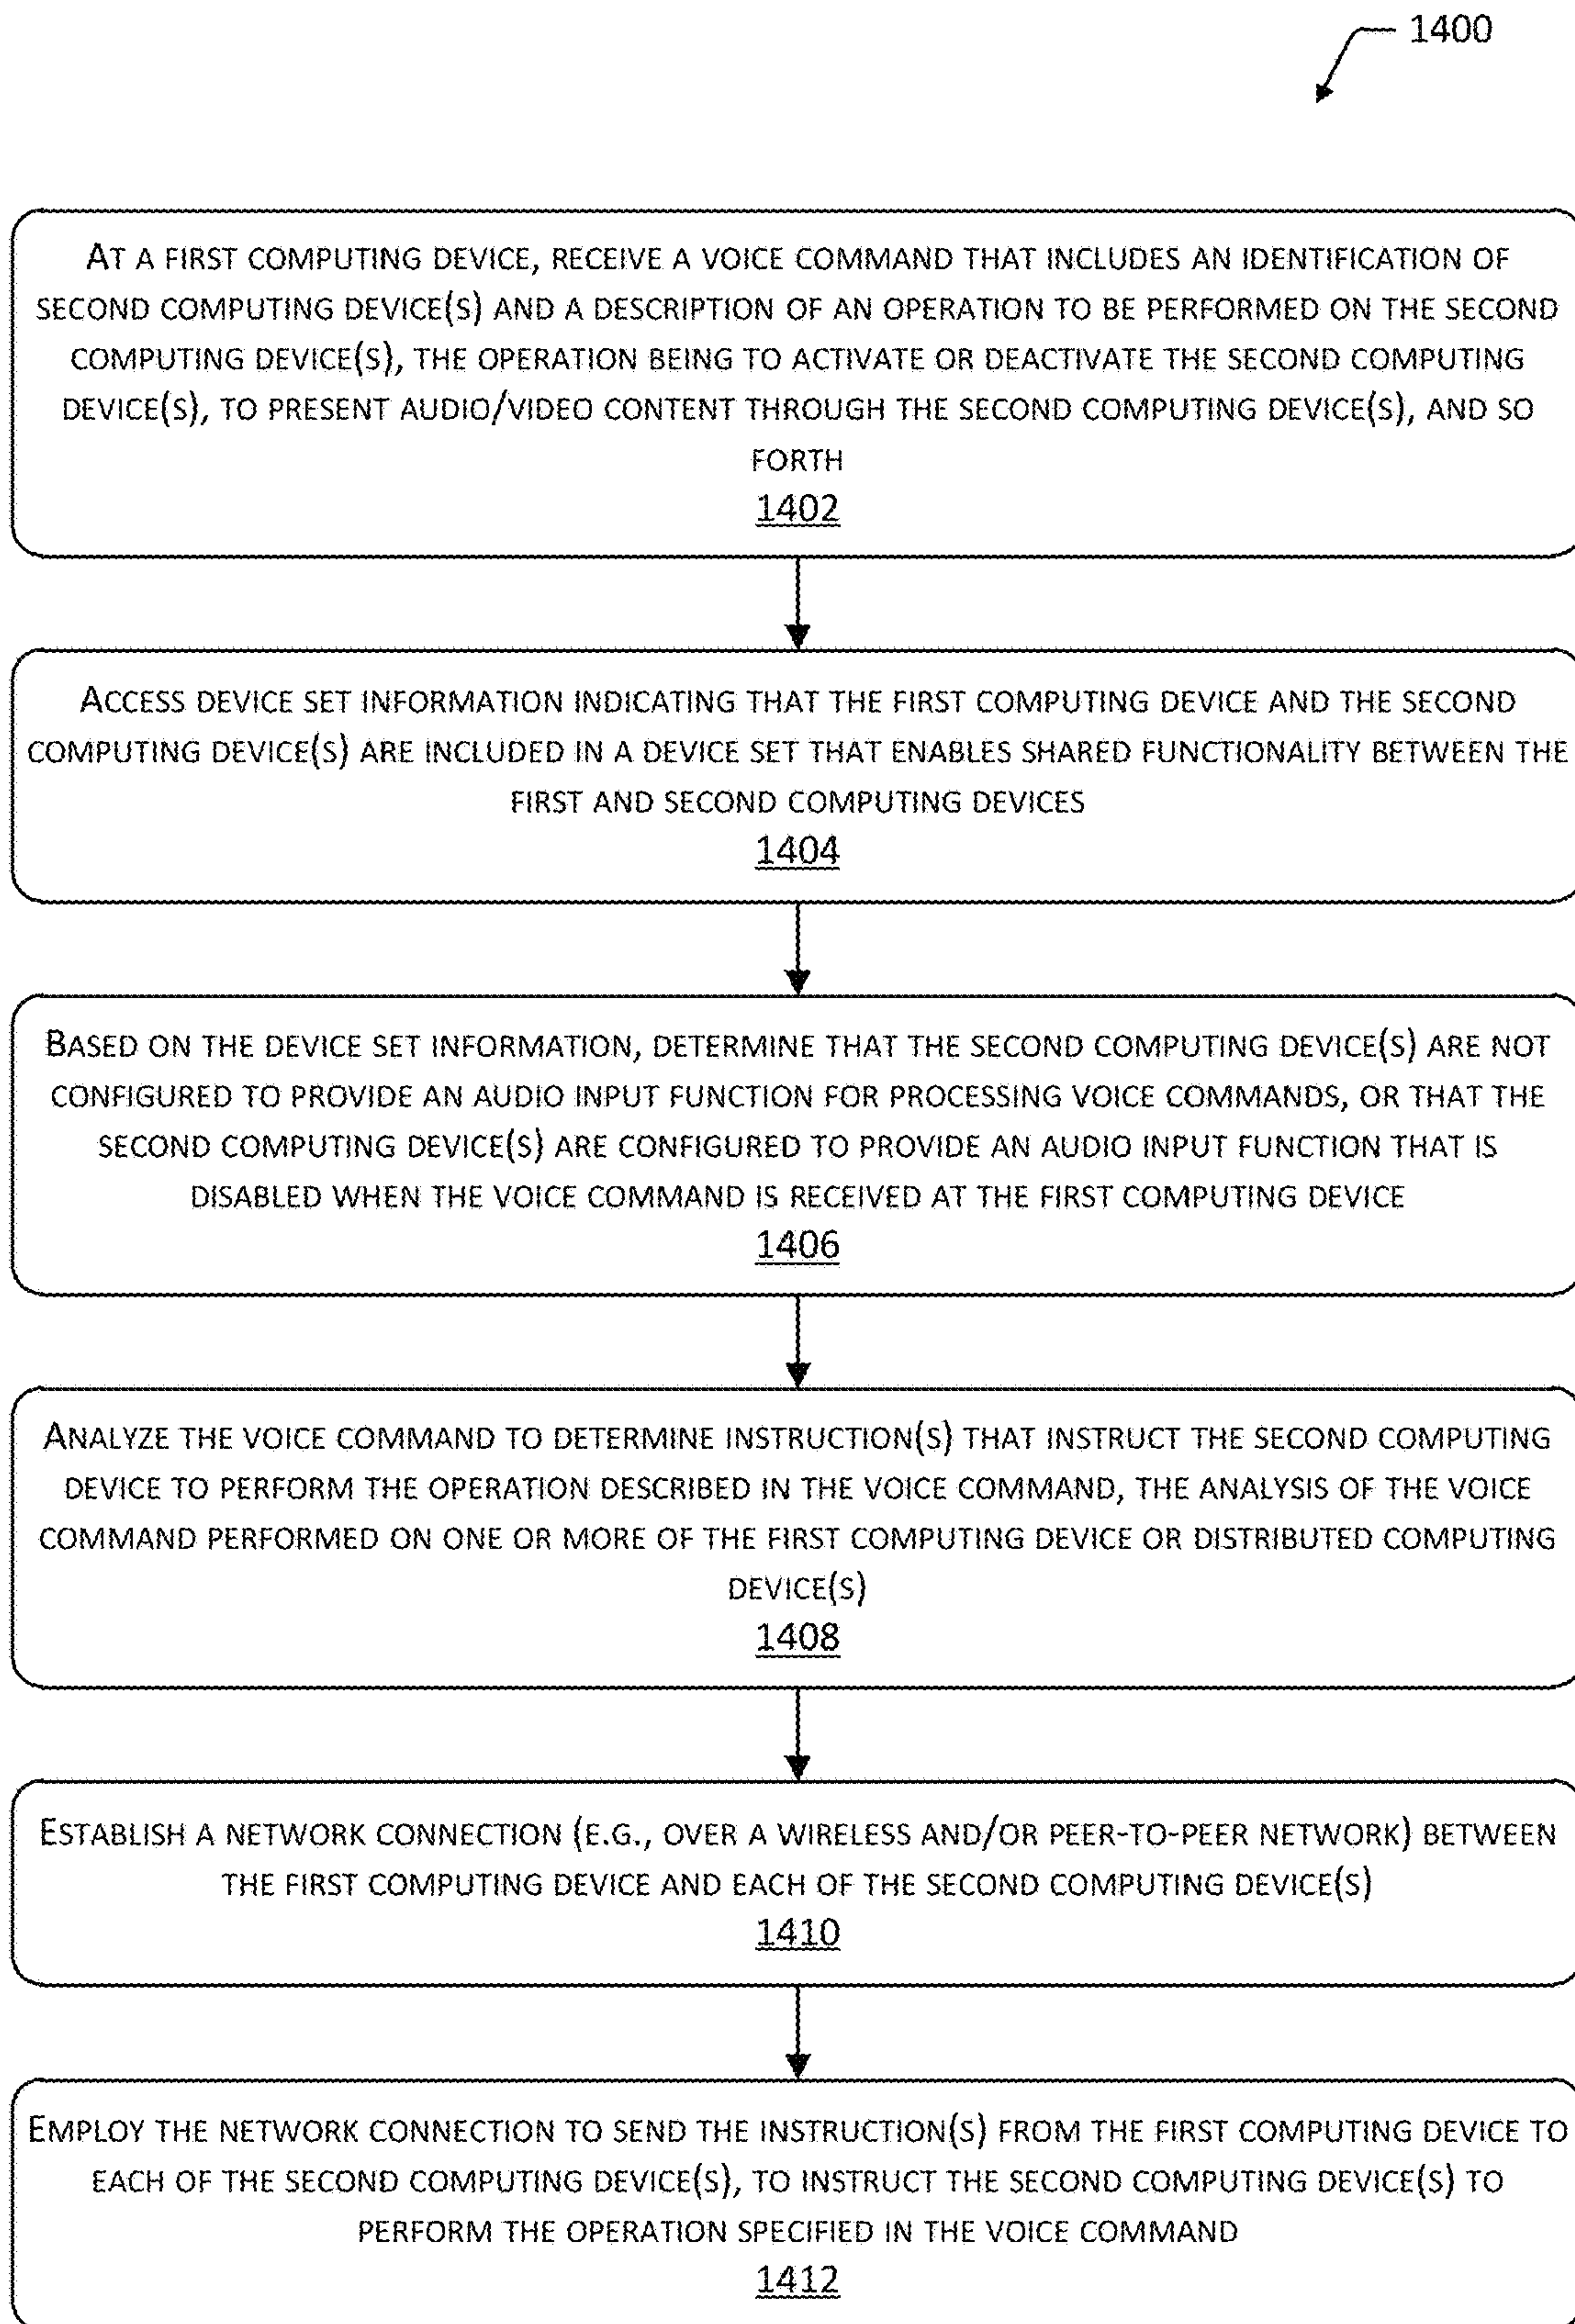 1400
At a first computing device, receive a voice command that includes an identification of
second computing device(s) and a description of an operation to be performed on the second
computing device(s), the operation being to activate or deactivate the second computing
device(s), to present audio/video content through the second computing device(s), and so
forth
1402
Access device set information indicating that the first computing device and the second
computing device(s) are included in a device set that enables shared functionality between the
first and second computing devices
1404
Based on the device set information, determine that the second computing device(s) are not
configured to provide an audio input function for processing voice commands, or that the
second computing device(s) are configured to provide an audio input function that is
disabled when the voice command is received at the first computing device
1406
Analyze the voice command to determine instruction(s) that instruct the second computing
device to perform the operation described in the voice command, the analysis of the voice
command performed on one or more of the first computing device or distributed computing
device(s)
1408
Establish a network connection (e.g., over a wireless and/or peer-to-peer network) between
the first computing device and each of the second computing device(s)
1410
Employ the network connection to send the instruction(s) from the first computing device to
each of the second computing device(s), to instruct the second computing device(s) to
perform the operation specified in the voice command
1412